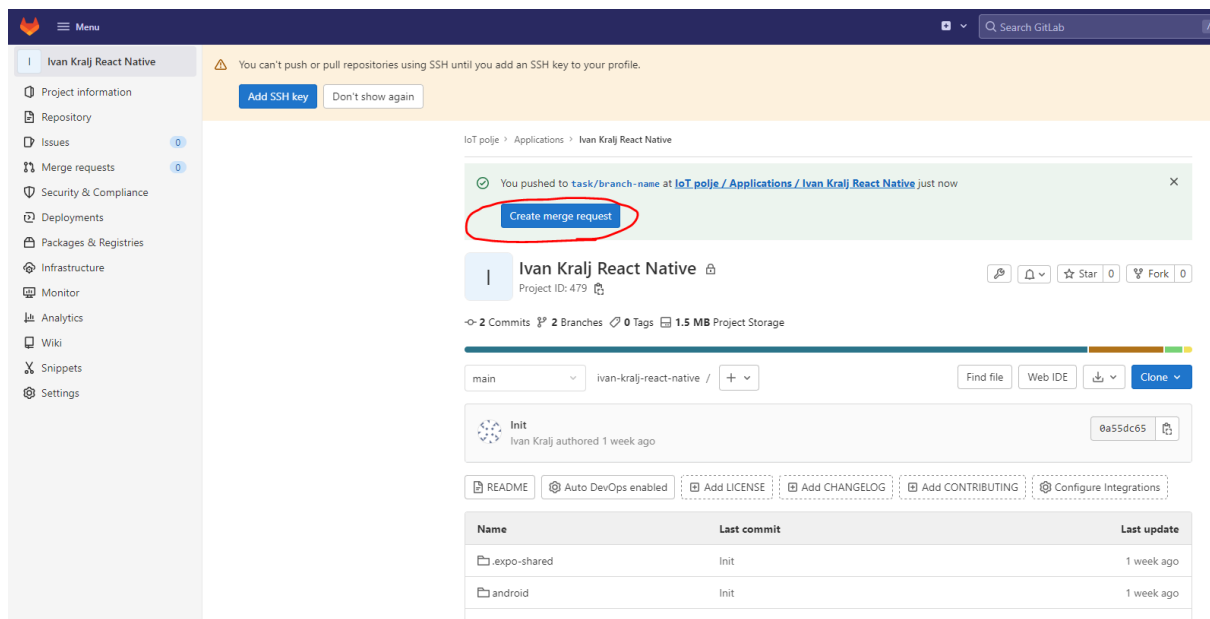 Menu
Search GitLab
I Ivan Kralj React Native
Project information
Repository
Issues 0
Merge requests 0
Security & Compliance
Deployments
Packages & Registries
Infrastructure
Monitor
Analytics
Wiki
Snippets
Settings
You can't push or pull repositories using SSH until you add an SSH key to your profile.
Add SSH key Don't show again
IoT polje > Applications > Ivan Kralj React Native
You pushed to task/branch-name at IoT polje / Applications / Ivan Kralj React Native just now
Create merge request
I
Ivan Kralj React Native
Project ID: 479
Star 0 Fork 0
2 Commits 2 Branches 0 Tags 1.5 MB Project Storage
main ivan-kralj-react-native / + Find file Web IDE Clone
Init
Ivan Kralj authored 1 week ago
0a55dc65
README Auto DevOps enabled Add LICENSE Add CHANGELOG Add CONTRIBUTING Configure Integrations
Name Last commit Last update
.expo-shared Init 1 week ago
android Init 1 week ago